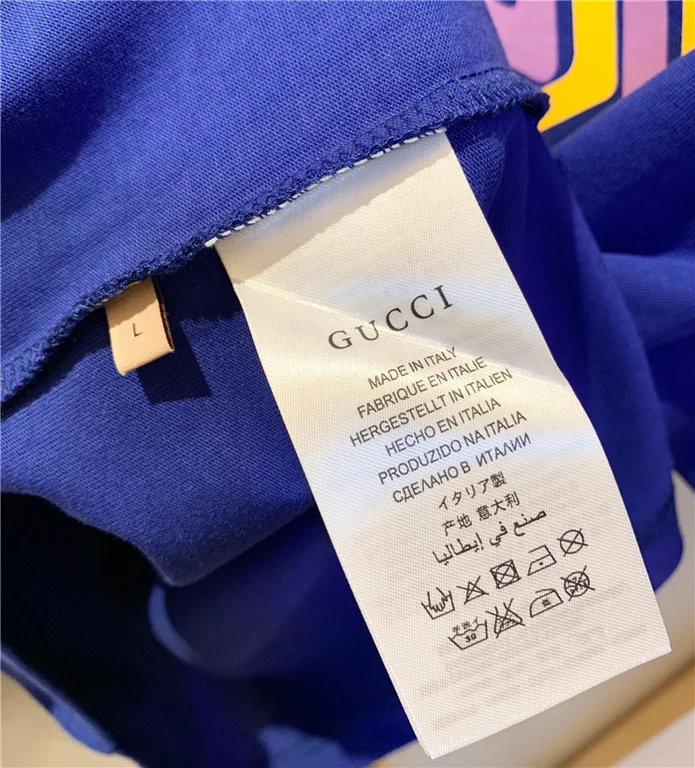 L
GUCCI
MADE IN ITALY
FABRIQUE EN ITALIE
HERGESTELLT IN ITALIEN
HECHO EN ITALIA
PRODUZIDO NA ITALIA
СДЕЛАНО В ИТАЛИИ
イタリア製
产地 意大利
صنع في إيطاليا
30